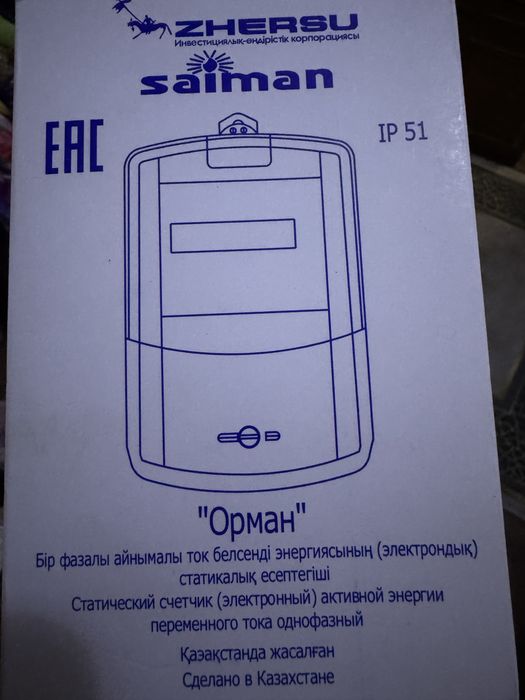 ZHERSU
Инвестициялық-өндірістік корпорациясы
saiman
EAC
IP 51
"Орман"
Бір фазалы айнымалы ток белсенді энергиясының (электрондық)
статикалық есептегіші
Статический счетчик (электронный) активной энергии
переменного тока однофазный
Қазақстанда жасалған
Сделано в Казахстане